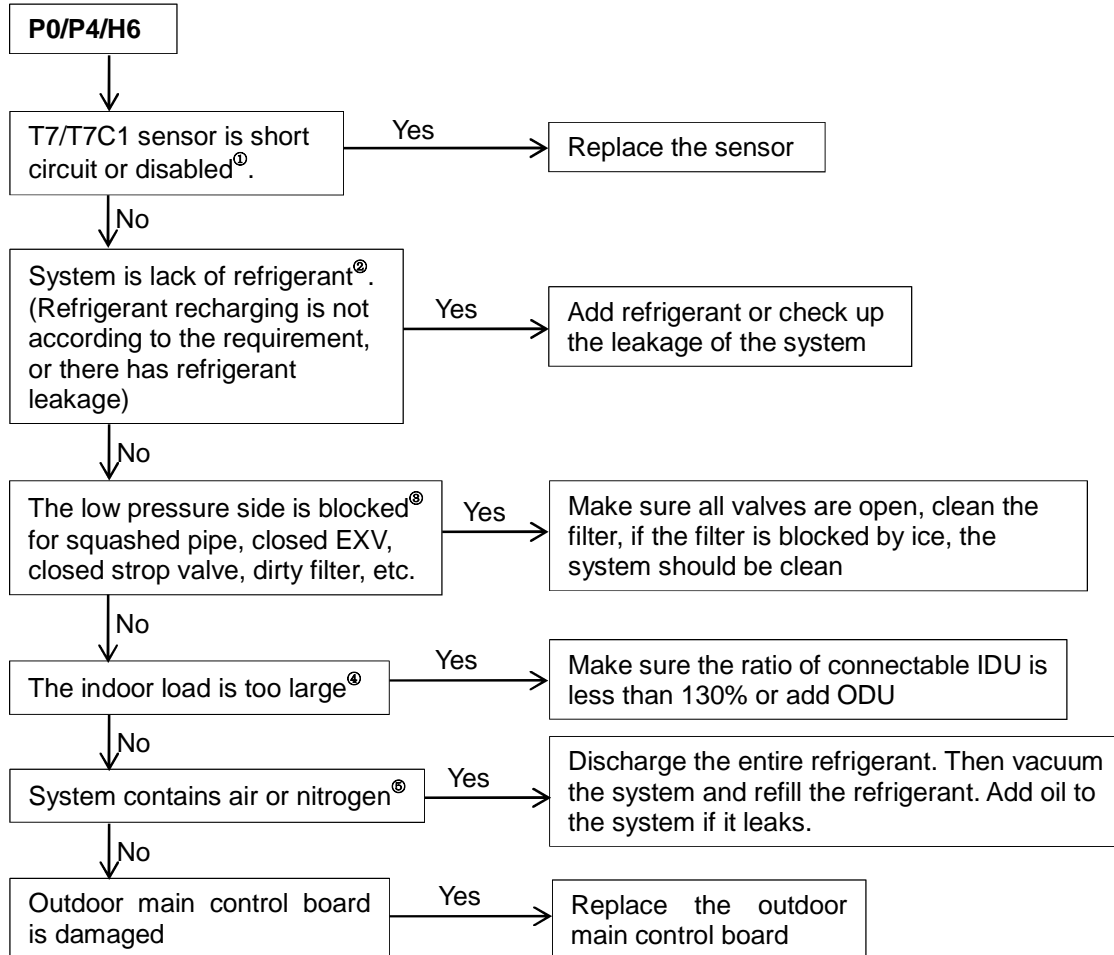 P0/P4/H6
T7/T7C1 sensor is short
circuit or disabled①.
Yes
Replace the sensor
No
System is lack of refrigerant②.
(Refrigerant recharging is not
according to the requirement,
or there has refrigerant
leakage)
Yes
Add refrigerant or check up
the leakage of the system
No
The low pressure side is blocked③
for squashed pipe, closed EXV,
closed strop valve, dirty filter, etc.
Yes
Make sure all valves are open, clean the
filter, if the filter is blocked by ice, the
system should be clean
No
The indoor load is too large④
Yes
Make sure the ratio of connectable IDU is
less than 130% or add ODU
No
System contains air or nitrogen⑤
Yes
Discharge the entire refrigerant. Then vacuum
the system and refill the refrigerant. Add oil to
the system if it leaks.
No
Outdoor main control board
is damaged
Yes
Replace the outdoor
main control board